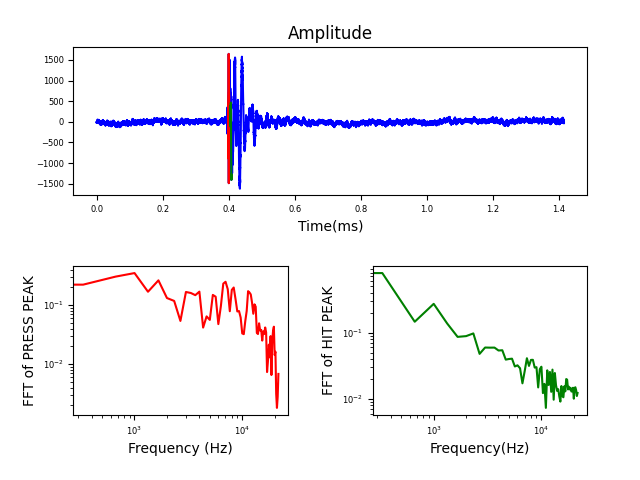 Amplitude
1500
1000
500
0
−500
−1000
−1500
0.0 0.2 0.4 0.6 0.8 1.0 1.2 1.4
Time(ms)
FFT of PRESS PEAK
10⁻¹
10⁻²
10³ 10⁴
Frequency (Hz)
FFT of HIT PEAK
10⁻¹
10⁻²
10³ 10⁴
Frequency(Hz)